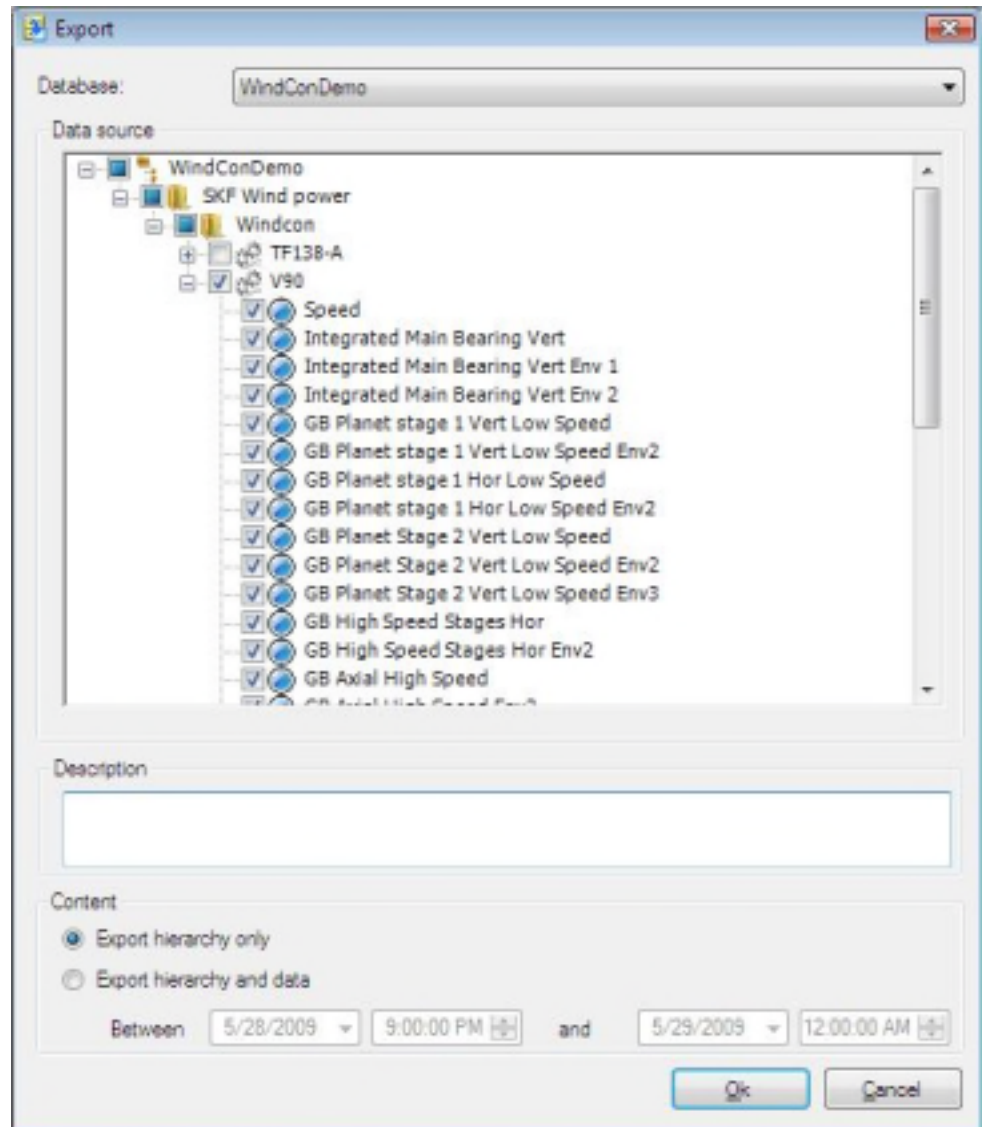 Export
Database: WindConDemo
Data source
WindConDemo
SKF Wind power
Windcon
TF138-A
V90
Speed
Integrated Main Bearing Vert
Integrated Main Bearing Vert Env 1
Integrated Main Bearing Vert Env 2
GB Planet stage 1 Vert Low Speed
GB Planet stage 1 Vert Low Speed Env2
GB Planet stage 1 Hor Low Speed
GB Planet stage 1 Hor Low Speed Env2
GB Planet Stage 2 Vert Low Speed
GB Planet Stage 2 Vert Low Speed Env2
GB Planet Stage 2 Vert Low Speed Env3
GB High Speed Stages Hor
GB High Speed Stages Hor Env2
GB Axial High Speed
Description
Content
Export hierarchy only
Export hierarchy and data
Between 5/28/2009 9:00:00 PM and 5/29/2009 12:00:00 AM
Ok Cancel